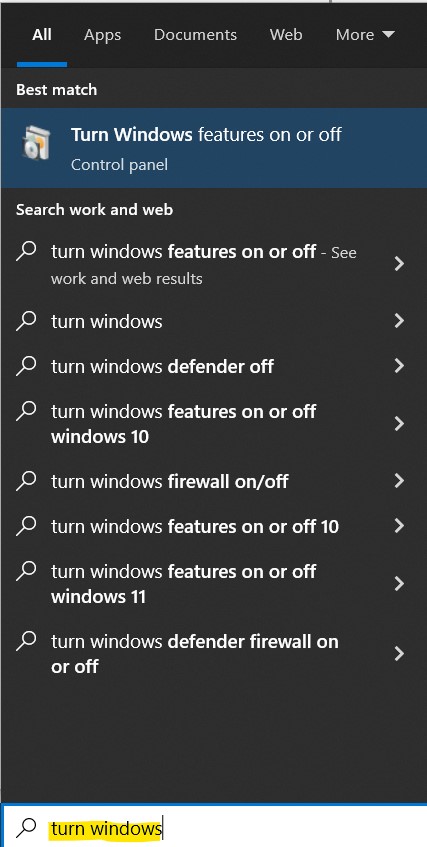 All Apps Documents Web More
Best match
Turn Windows features on or off
Control panel
Search work and web
turn windows features on or off - See
work and web results
turn windows
turn windows defender off
turn windows features on or off
windows 10
turn windows firewall on/off
turn windows features on or off 10
turn windows features on or off
windows 11
turn windows defender firewall on
or off
turn windows